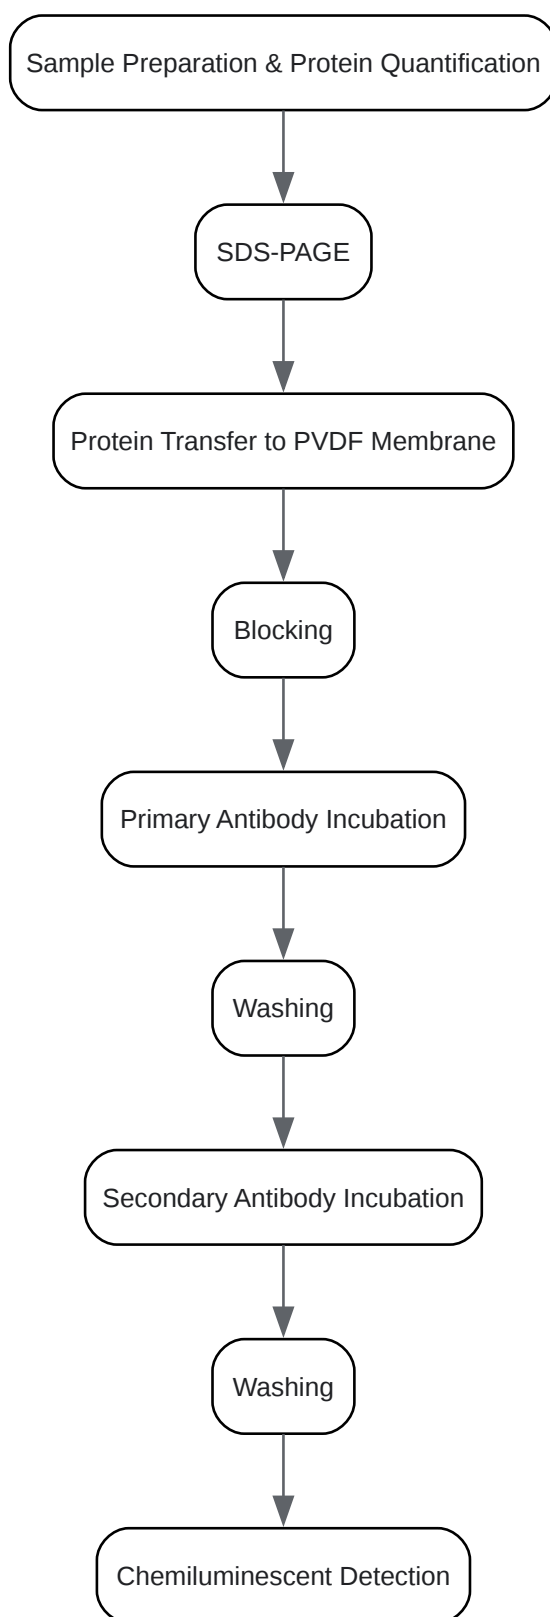 Sample Preparation & Protein Quantification
SDS-PAGE
Protein Transfer to PVDF Membrane
Blocking
Primary Antibody Incubation
Washing
Secondary Antibody Incubation
Washing
Chemiluminescent Detection